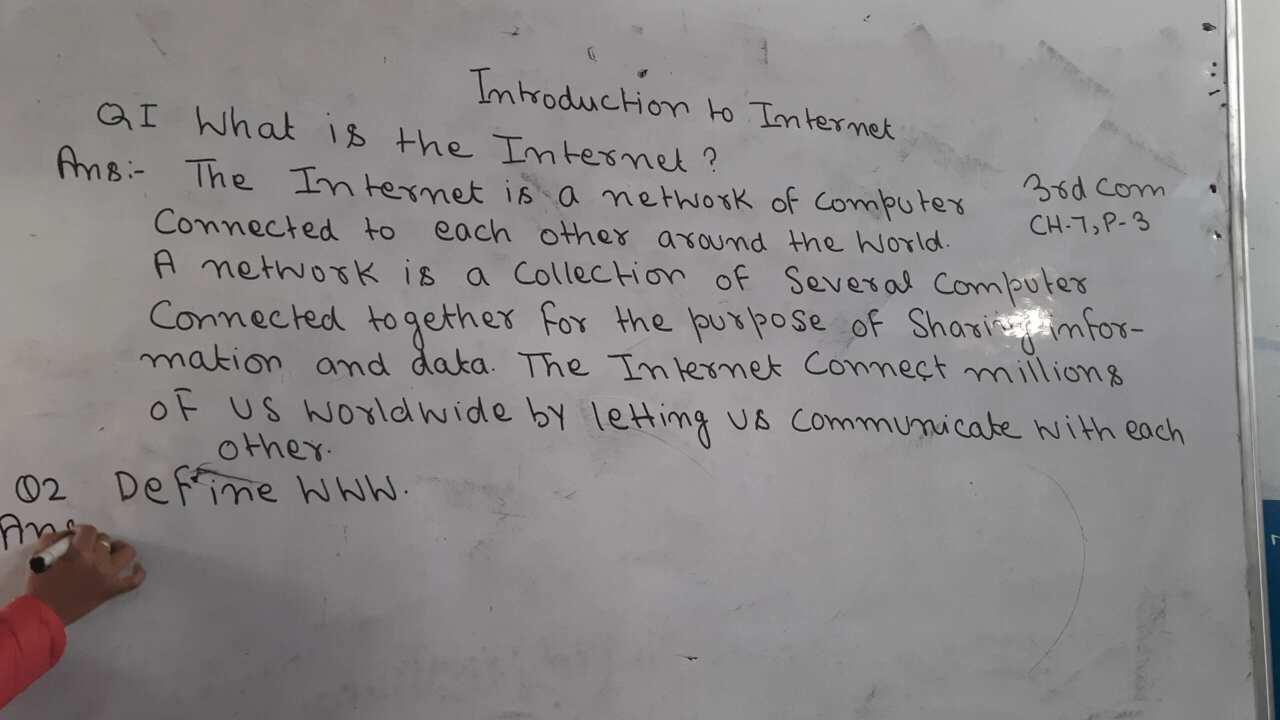 Introduction to Internet
Q1 What is the Internet?
Ans:- The Internet is a network of computer
Connected to each other around the World.
3rd com
CH-7, P-3
A network is a Collection of Several Computer
Connected together for the purpose of Sharing infor-
mation and data. The Internet Connect millions
of us worldwide by letting us communicate with each
other.
Q2 Define WWW.
Ans